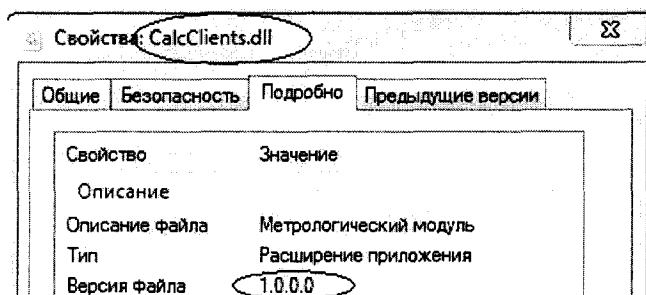 Свойства: CalcClients.dll
Общие Безопасность Подробно Предыдущие версии
Свойство Значение
Описание
Описание файла Метрологический модуль
Тип Расширение приложения
Версия файла 1.0.0.0